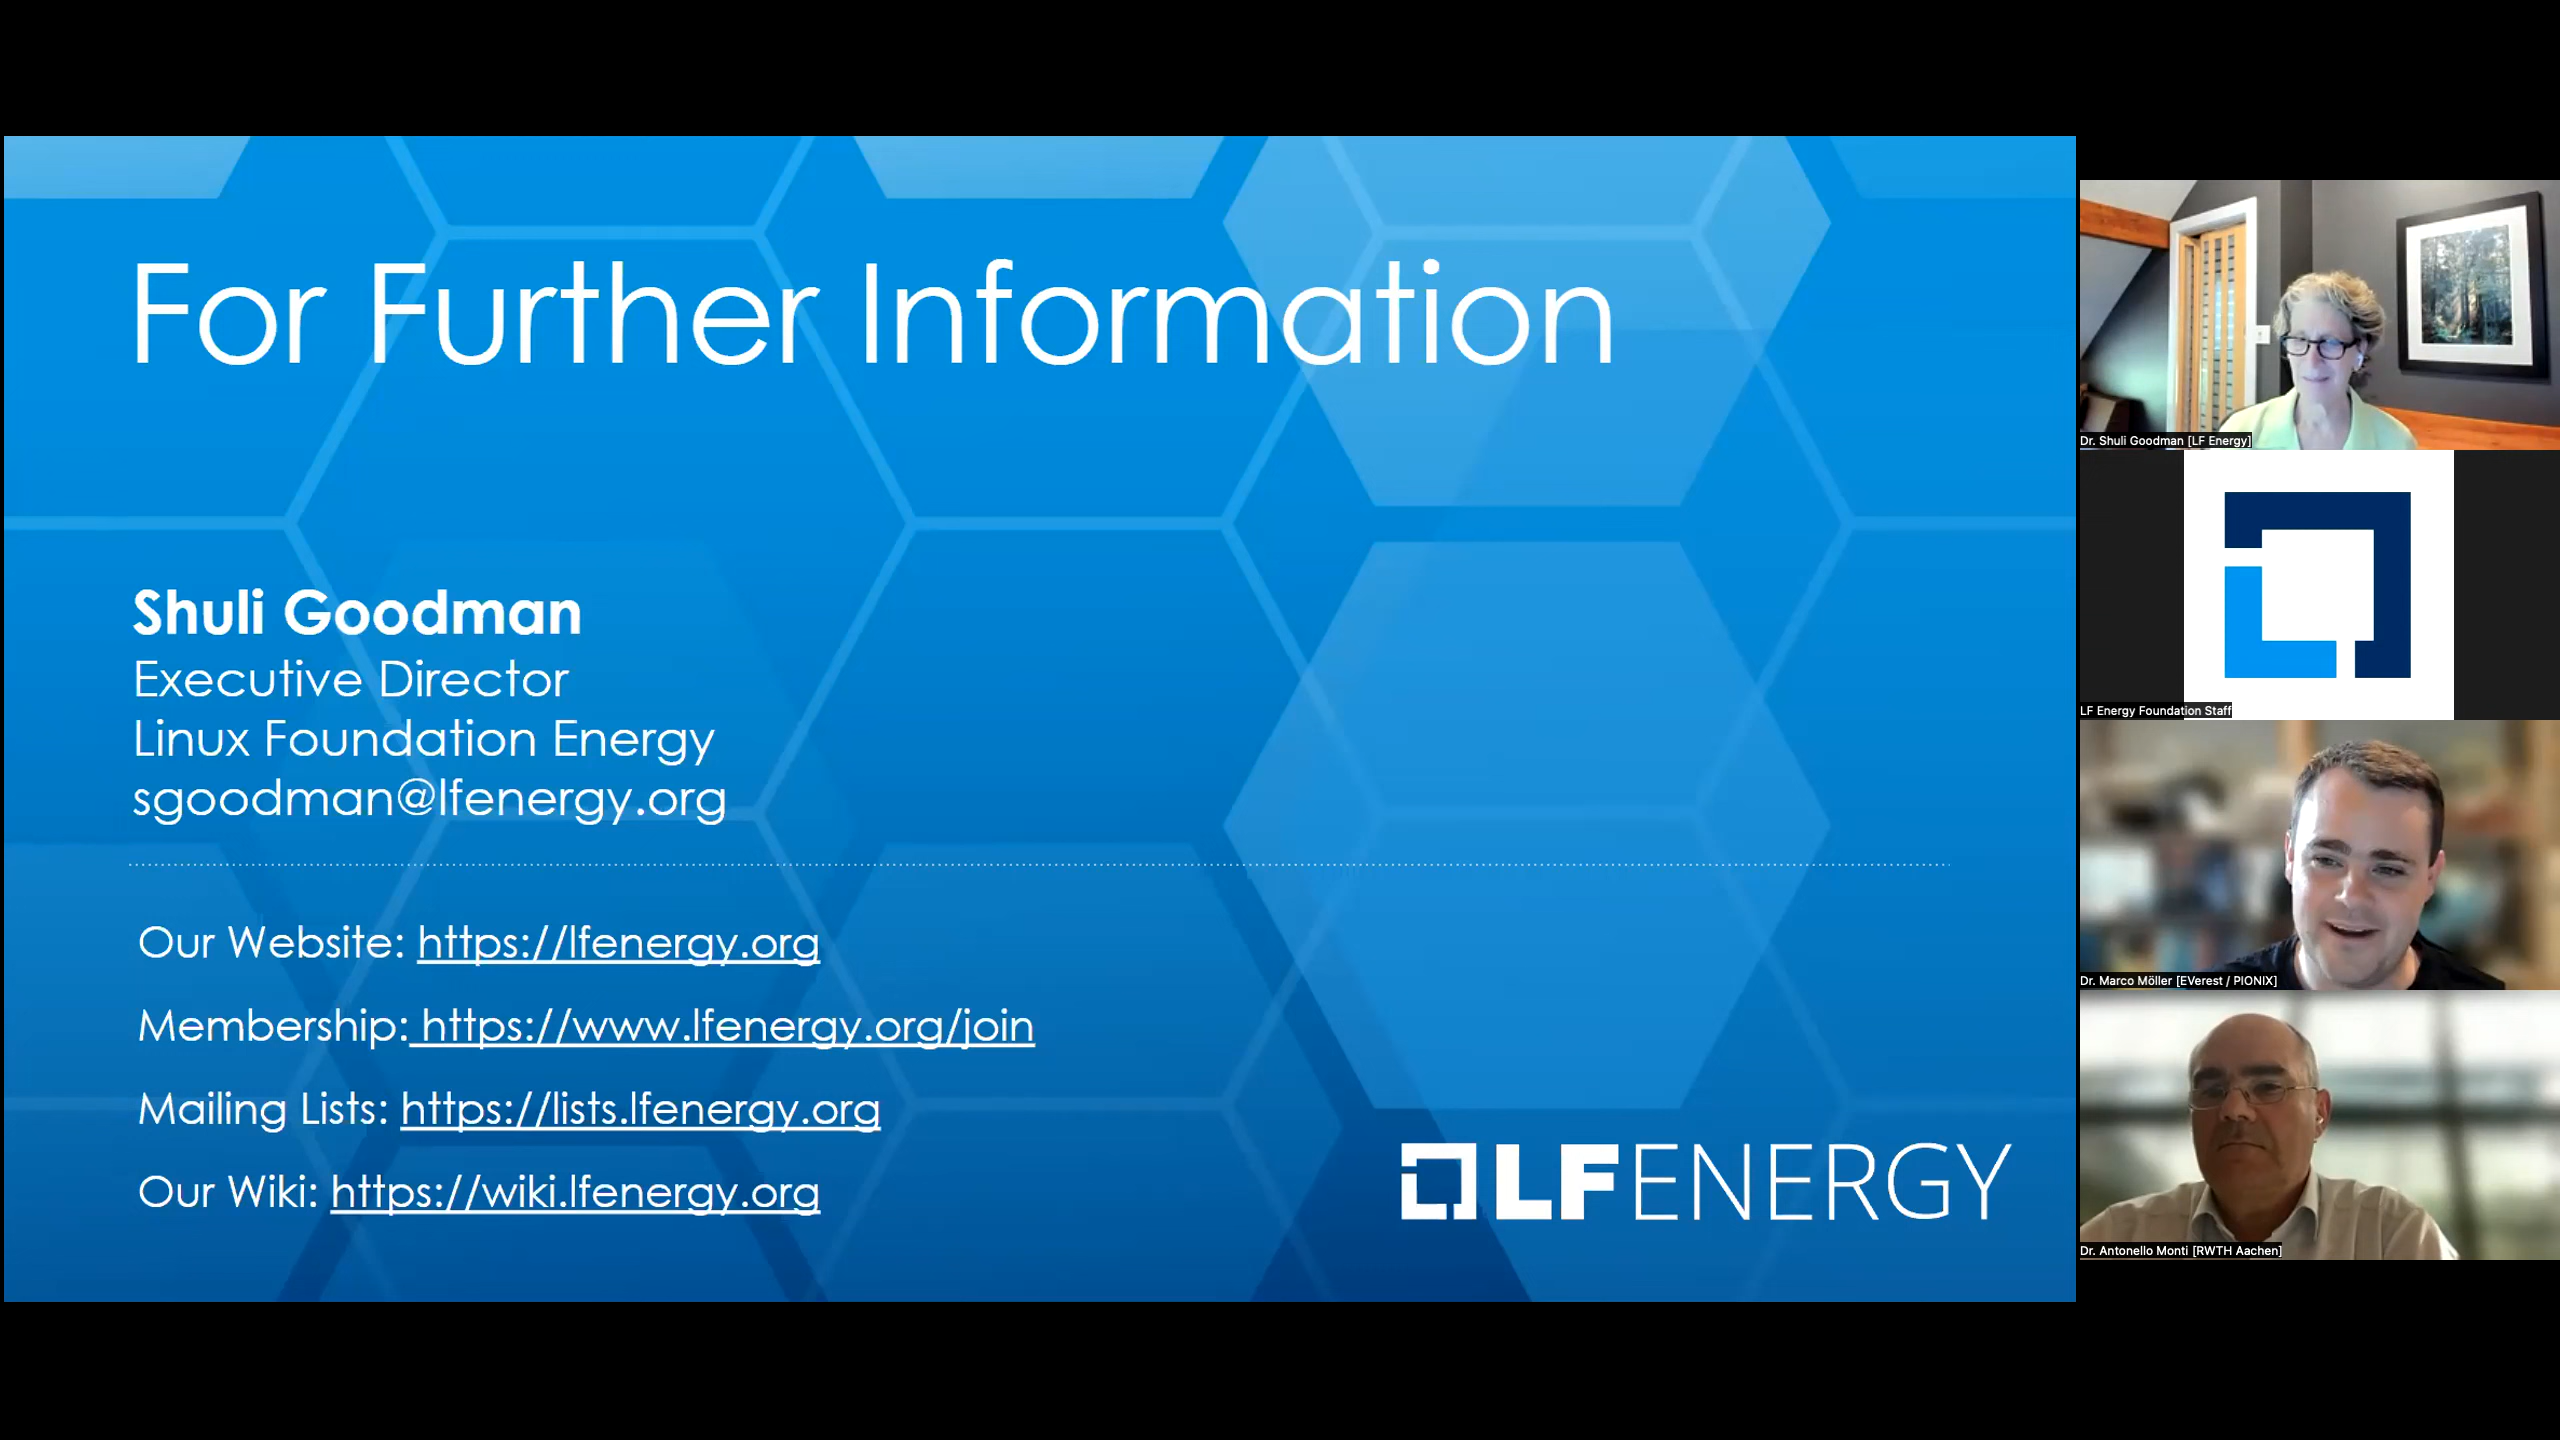 For Further Information
Shuli Goodman
Executive Director
Linux Foundation Energy
sgoodman@lfenergy.org
Our Website: https://lfenergy.org
Membership: https://www.lfenergy.org/join
Mailing Lists: https://lists.lfenergy.org
Our Wiki: https://wiki.lfenergy.org
LFENERGY
Dr. Shuli Goodman [LF Energy]
LF Energy Foundation Staff
Dr. Marco Möller [EVerest / PIONIX]
Dr. Antonello Monti [RWTH Aachen]